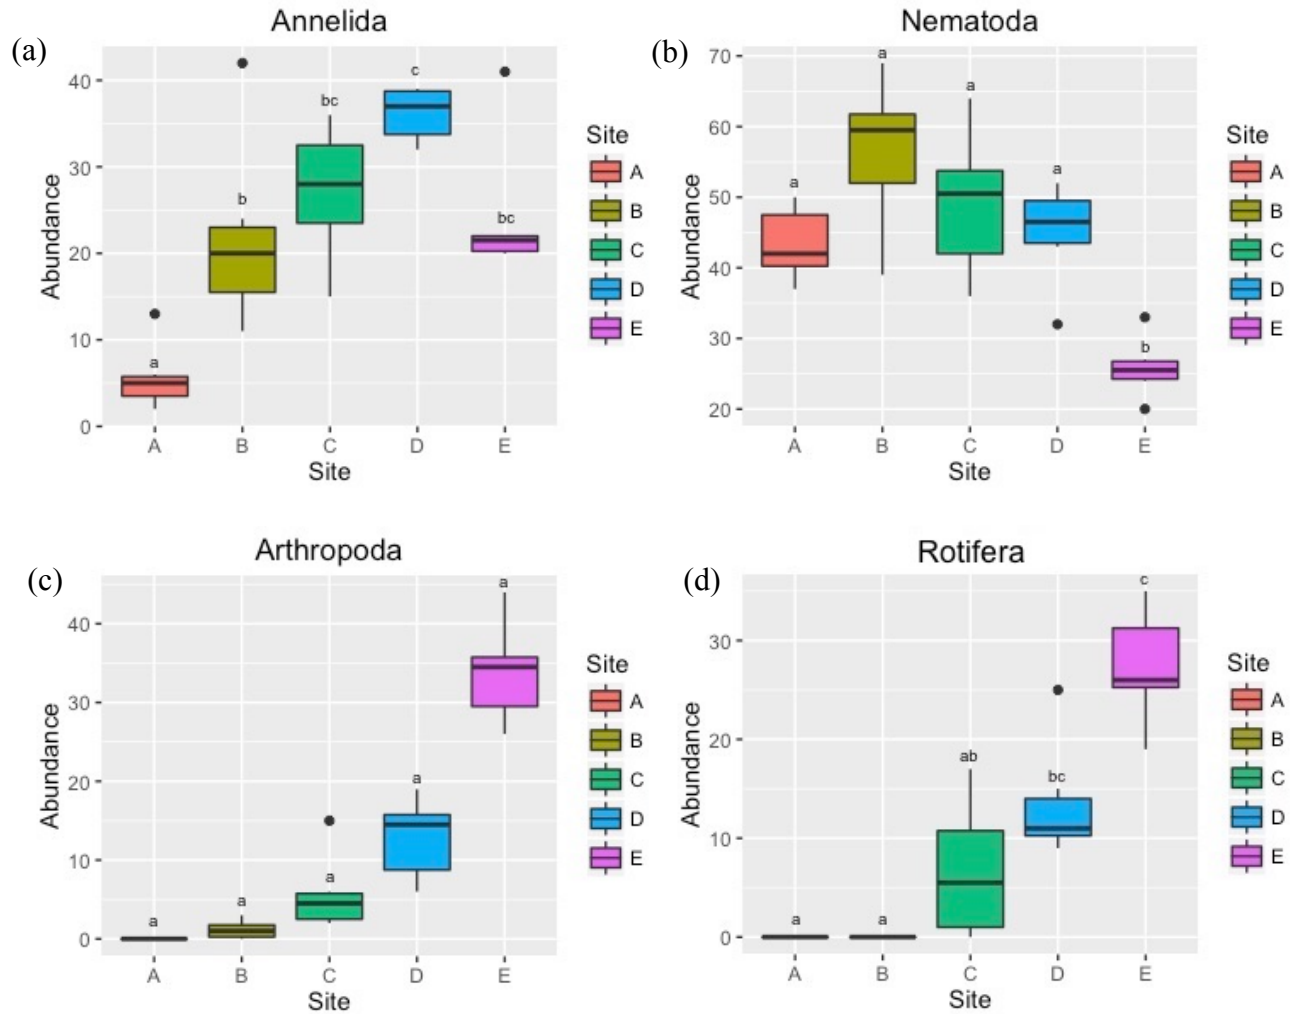 Annelida
(a)
Abundance
40
30
20
10
0
a
b
bc
c
bc
A
B
C
D
E
Site
Site
A
B
C
D
E
Nematoda
(b)
Abundance
70
60
50
40
30
20
a
a
a
a
b
A
B
C
D
E
Site
Site
A
B
C
D
E
Arthropoda
(c)
Abundance
40
30
20
10
0
a
a
a
a
a
A
B
C
D
E
Site
Site
A
B
C
D
E
Rotifera
(d)
Abundance
30
20
10
0
a
a
ab
bc
c
A
B
C
D
E
Site
Site
A
B
C
D
E